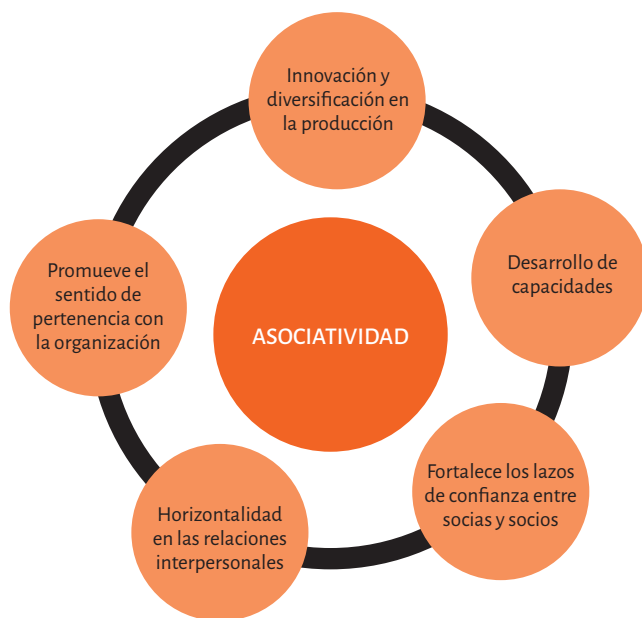 Innovación y
diversificación en
la producción
Desarrollo de
capacidades
Fortalece los lazos
de confianza entre
socias y socios
Horizontalidad
en las relaciones
interpersonales
Promueve el
sentido de
pertenencia con
la organización
ASOCIATIVIDAD